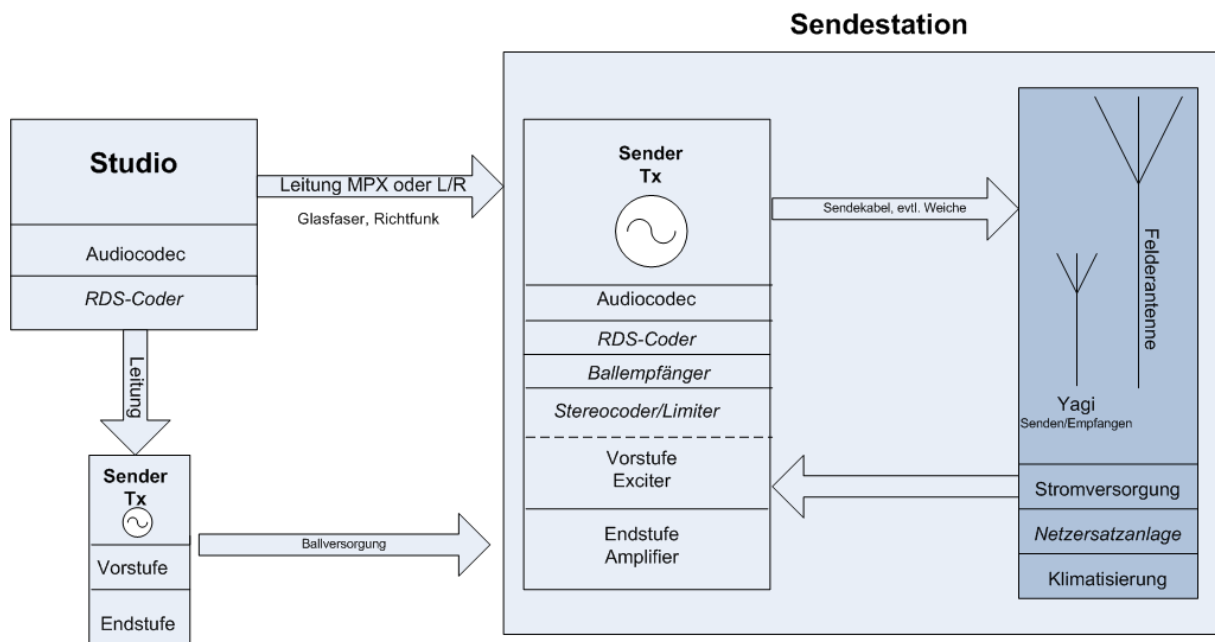 Sendestation
Studio
Audiocodec
RDS-Coder
Leitung MPX oder L/R
Glasfaser, Richtfunk
Leitung
Sender
Tx
Vorstufe
Endstufe
Ballversorgung
Sender
Tx
Audiocodec
RDS-Coder
Ballempfänger
Stereocoder/Limiter
Vorstufe
Exciter
Endstufe
Amplifier
Sendekabel, evtl. Weiche
Felderantenne
Yagi
Senden/Empfangen
Stromversorgung
Netzersatzanlage
Klimatisierung